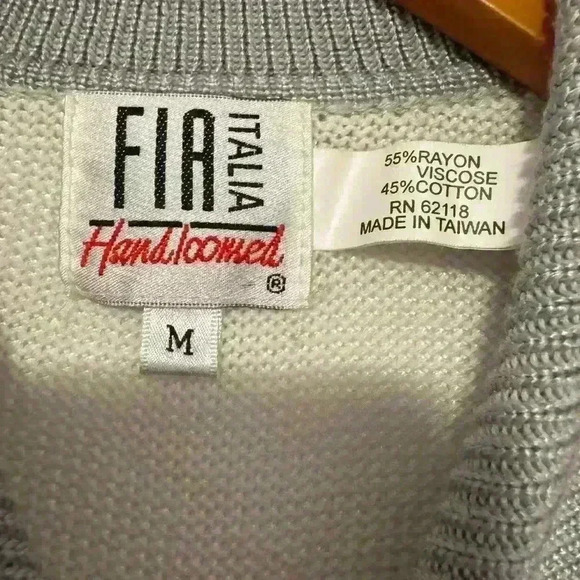 FIA ITALIA
Hand.loomed
®
M
55%RAYON
VISCOSE
45%COTTON
RN 62118
MADE IN TAIWAN